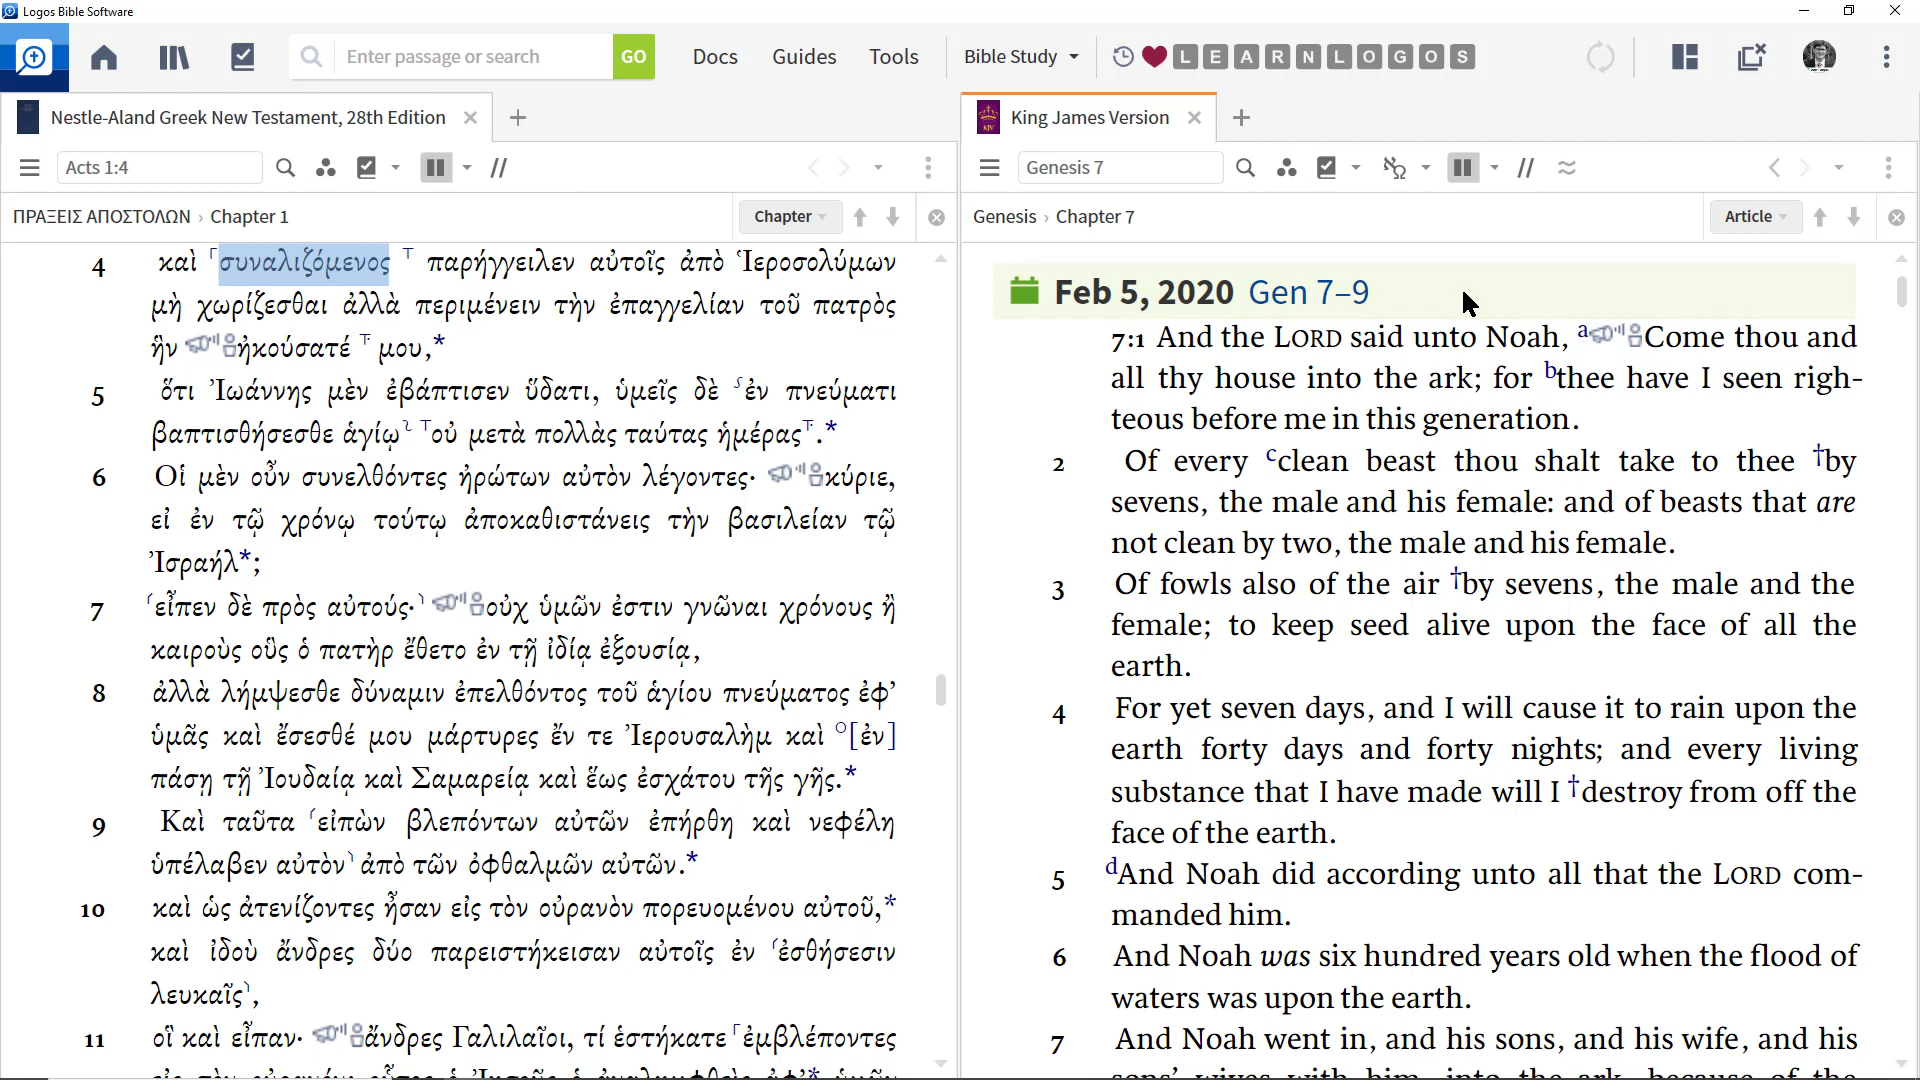 Logos Bible Software
Enter passage or search
GO
Docs
Guides
Tools
Bible Study
L E A R N L O G O S
Nestle-Aland Greek New Testament, 28th Edition
Acts 1:4
ΠΡΑΞΕΙΣ ΑΠΟΣΤΟΛΩΝ › Chapter 1
Chapter
4 καὶ ⸀συναλιζόμενος ⸆ παρήγγειλεν αὐτοῖς ἀπὸ Ἱεροσολύμων
μὴ χωρίζεσθαι ἀλλὰ περιμένειν τὴν ἐπαγγελίαν τοῦ πατρὸς
ἣν ἠκούσατέ ⸇ μου,*
5 ὅτι Ἰωάννης μὲν ἐβάπτισεν ὕδατι, ὑμεῖς δὲ ⸉ἐν πνεύματι
βαπτισθήσεσθε ἁγίῳ⸊ ⸆οὐ μετὰ πολλὰς ταύτας ἡμέρας⸇.*
6 Οἱ μὲν οὖν συνελθόντες ἠρώτων αὐτὸν λέγοντες· κύριε,
εἰ ἐν τῷ χρόνῳ τούτῳ ἀποκαθιστάνεις τὴν βασιλείαν τῷ
Ἰσραήλ*;
7 ⸂εἶπεν δὲ πρὸς αὐτούς·⸃ οὐχ ὑμῶν ἐστιν γνῶναι χρόνους ἢ
καιροὺς οὓς ὁ πατὴρ ἔθετο ἐν τῇ ἰδίᾳ ἐξουσίᾳ,
8 ἀλλὰ λήμψεσθε δύναμιν ἐπελθόντος τοῦ ἁγίου πνεύματος ἐφ’
ὑμᾶς καὶ ἔσεσθέ μου μάρτυρες ἔν τε Ἰερουσαλὴμ καὶ ⸋[ἐν]
πάσῃ τῇ Ἰουδαίᾳ καὶ Σαμαρείᾳ καὶ ἕως ἐσχάτου τῆς γῆς.*
9 Καὶ ταῦτα ⸂εἰπὼν βλεπόντων αὐτῶν ἐπήρθη καὶ νεφέλη
ὑπέλαβεν αὐτὸν⸃ ἀπὸ τῶν ὀφθαλμῶν αὐτῶν.*
10 καὶ ὡς ἀτενίζοντες ἦσαν εἰς τὸν οὐρανὸν πορευομένου αὐτοῦ,*
καὶ ἰδοὺ ἄνδρες δύο παρειστήκεισαν αὐτοῖς ἐν ⸂ἐσθήσεσιν
λευκαῖς⸃,
11 οἳ καὶ εἶπαν· ἄνδρες Γαλιλαῖοι, τί ἑστήκατε ⸀ἐμβλέποντες
King James Version
Genesis 7
Genesis › Chapter 7
Article
Feb 5, 2020 Gen 7–9
7:1 And the LORD said unto Noah, aCome thou and
all thy house into the ark; for bthee have I seen righ-
teous before me in this generation.
2 Of every cclean beast thou shalt take to thee †by
sevens, the male and his female: and of beasts that are
not clean by two, the male and his female.
3 Of fowls also of the air †by sevens, the male and the
female; to keep seed alive upon the face of all the
earth.
4 For yet seven days, and I will cause it to rain upon the
earth forty days and forty nights; and every living
substance that I have made will I †destroy from off the
face of the earth.
5 dAnd Noah did according unto all that the LORD com-
manded him.
6 And Noah was six hundred years old when the flood of
waters was upon the earth.
7 And Noah went in, and his sons, and his wife, and his
sons’ wives with him, into the ark, because of the